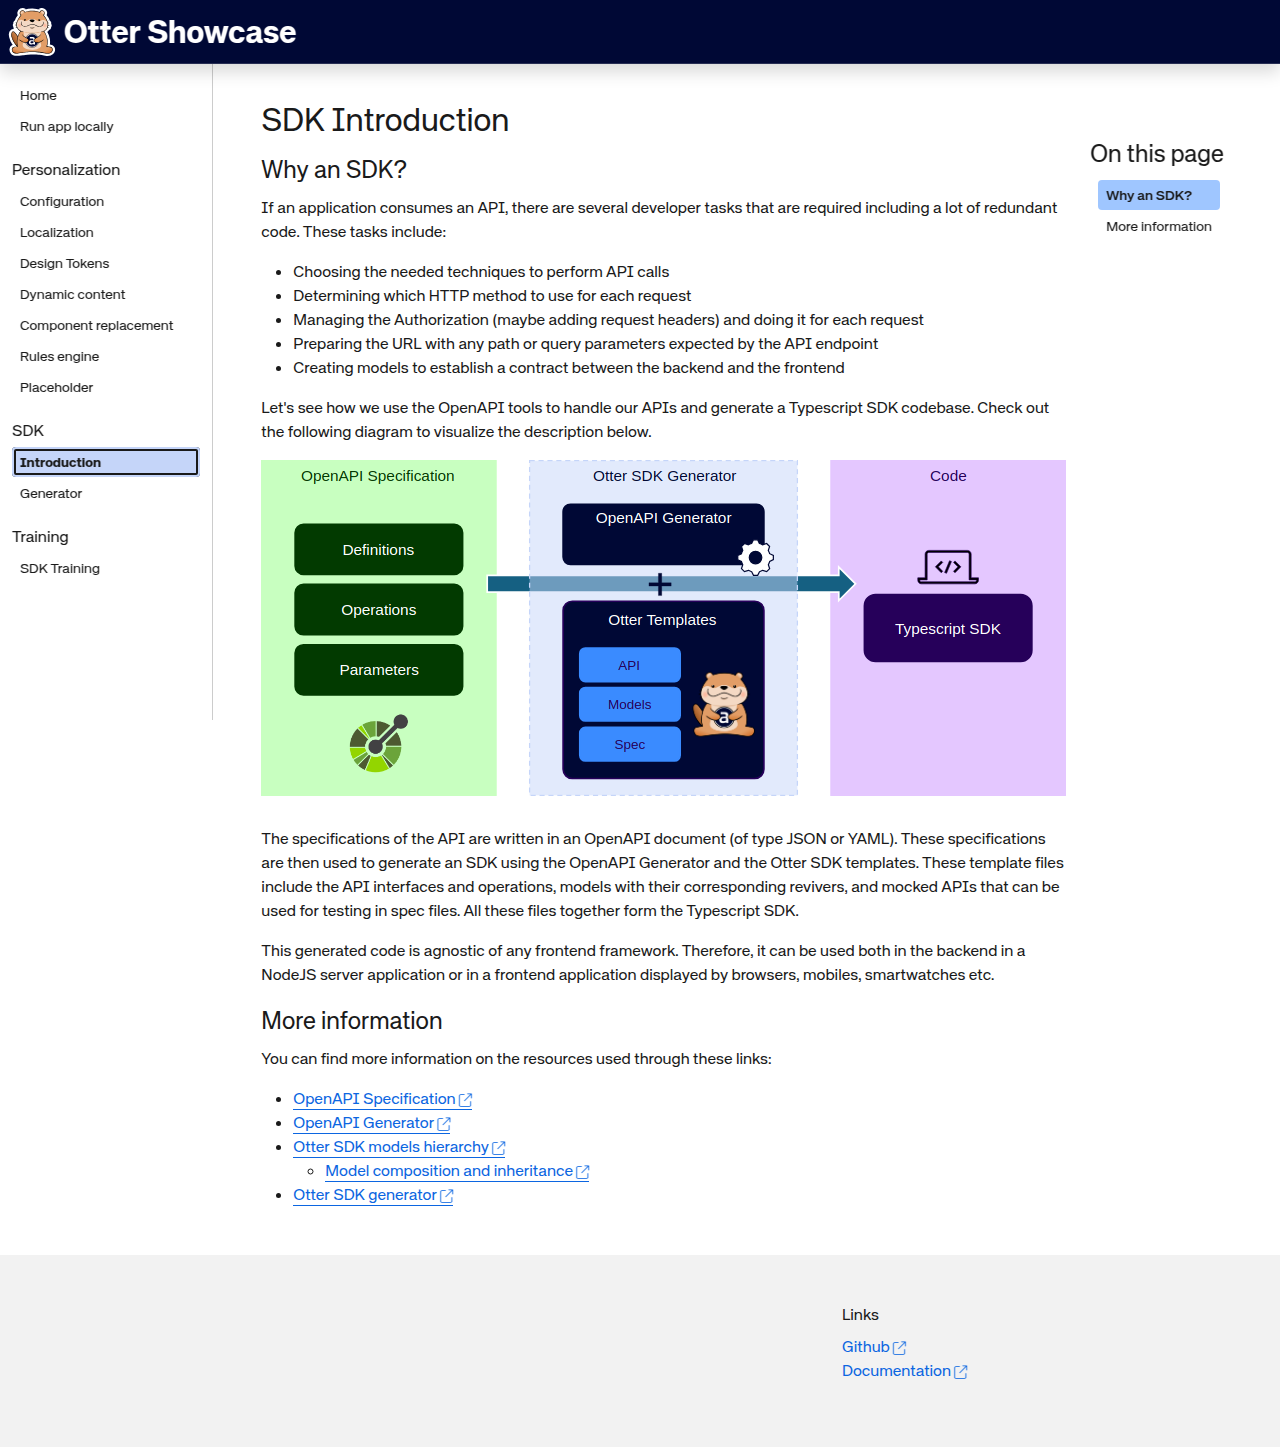 Otter Showcase
Home
Run app locally
Personalization
Configuration
Localization
Design Tokens
Dynamic content
Component replacement
Rules engine
Placeholder
SDK
Introduction
Generator
Training
SDK Training
SDK Introduction
Why an SDK?
If an application consumes an API, there are several developer tasks that are required including a lot of redundant
code. These tasks include:
Choosing the needed techniques to perform API calls
Determining which HTTP method to use for each request
Managing the Authorization (maybe adding request headers) and doing it for each request
Preparing the URL with any path or query parameters expected by the API endpoint
Creating models to establish a contract between the backend and the frontend
Let's see how we use the OpenAPI tools to handle our APIs and generate a Typescript SDK codebase. Check out
the following diagram to visualize the description below.
OpenAPI Specification
Definitions
Operations
Parameters
Otter SDK Generator
OpenAPI Generator
+
Otter Templates
API
Models
Spec
a
Code
</>
Typescript SDK
The specifications of the API are written in an OpenAPI document (of type JSON or YAML). These specifications
are then used to generate an SDK using the OpenAPI Generator and the Otter SDK templates. These template files
include the API interfaces and operations, models with their corresponding revivers, and mocked APIs that can be
used for testing in spec files. All these files together form the Typescript SDK.
This generated code is agnostic of any frontend framework. Therefore, it can be used both in the backend in a
NodeJS server application or in a frontend application displayed by browsers, mobiles, smartwatches etc.
More information
You can find more information on the resources used through these links:
OpenAPI Specification
OpenAPI Generator
Otter SDK models hierarchy
Model composition and inheritance
Otter SDK generator
On this page
Why an SDK?
More information
Links
Github
Documentation